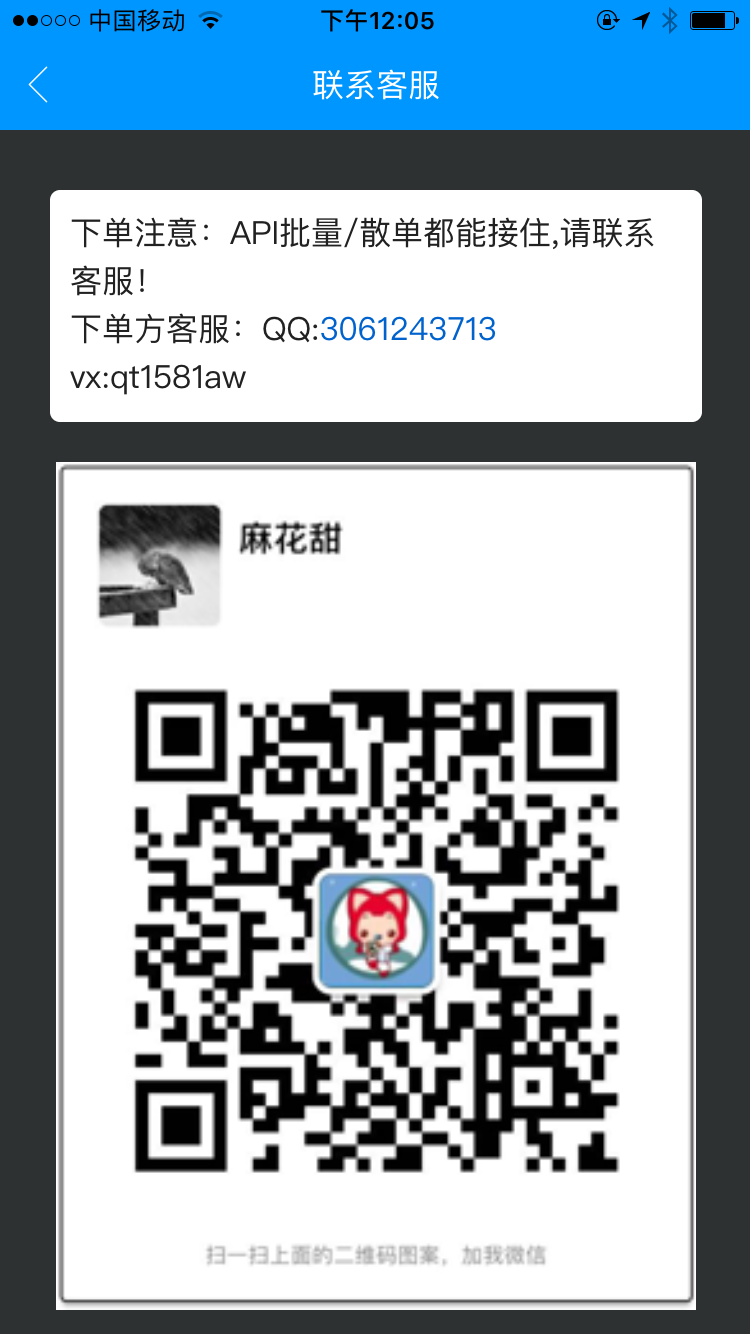 中国移动
下午12:05
联系客服
下单注意：API批量/散单都能接住,请联系
客服！
下单方客服：QQ:3061243713
vx:qt1581aw
麻花甜
扫一扫上面的二维码图案，加我微信